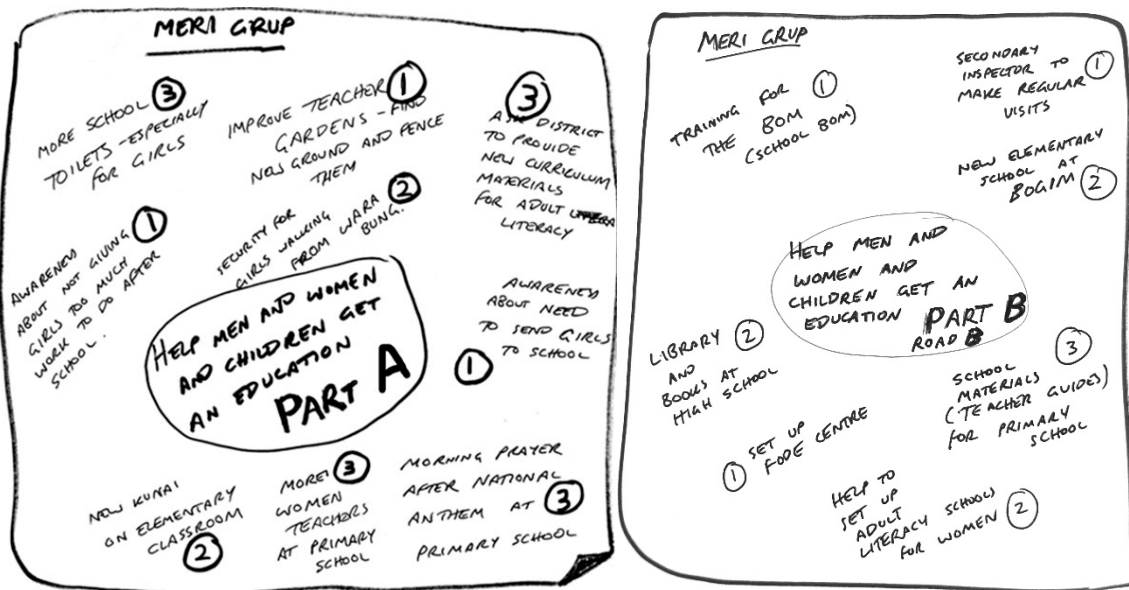 MERI GRUP
MORE SCHOOL 3
TOILETS - ESPECIALLY
FOR GIRLS
IMPROVE TEACHER 1
GARDENS - FIND
NEW GROUND AND FENCE
THEM
3
ASK DISTRICT
TO PROVIDE
NEW CURRICULUM
MATERIALS
FOR ADULT
LITERACY
AWARENESS
ABOUT NOT GIVING 1
GIRLS TOO MUCH
WORK TO DO AFTER
SCHOOL.
SECURITY FOR 2
GIRLS WALKING WARA
FROM BUNG.
HELP MEN AND WOMEN
AND CHILDREN GET
AN EDUCATION
PART A
AWARENESS
ABOUT NEED
TO SEND GIRLS
TO SCHOOL
1
NEW KUNAI
ON ELEMENTARY
CLASSROOM
2
MORE 3
WOMEN
TEACHERS
AT PRIMARY
SCHOOL
MORNING PRAYER
AFTER NATIONAL
ANTHEM AT 3
PRIMARY SCHOOL
MERI GRUP
TRAINING FOR 1
THE BOM
(SCHOOL BOM)
SECONDARY
INSPECTOR TO 1
MAKE REGULAR
VISITS
NEW ELEMENTARY
SCHOOL AT
BOGIM 2
HELP MEN AND
WOMEN AND
CHILDREN GET AN
EDUCATION PART B
ROAD B
LIBRARY 2
AND
BOOKS AT
HIGH SCHOOL
SCHOOL 3
MATERIALS
(TEACHER GUIDES)
FOR PRIMARY
SCHOOL
SET UP
1 FODE CENTRE
HELP TO
SET UP
ADULT
LITERACY SCHOOLS
FOR WOMEN 2